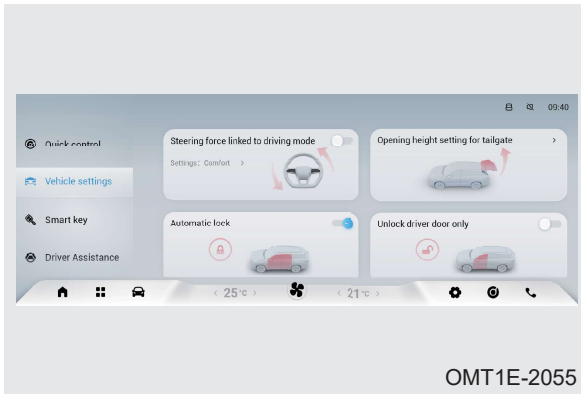 09:40
Quick control
Steering force linked to driving mode
Settings: Comfort >
Opening height setting for tailgate >
Vehicle settings
Smart key
Automatic lock
Unlock driver door only
Driver Assistance
< 25°C >
< 21°C >
OMT1E-2055